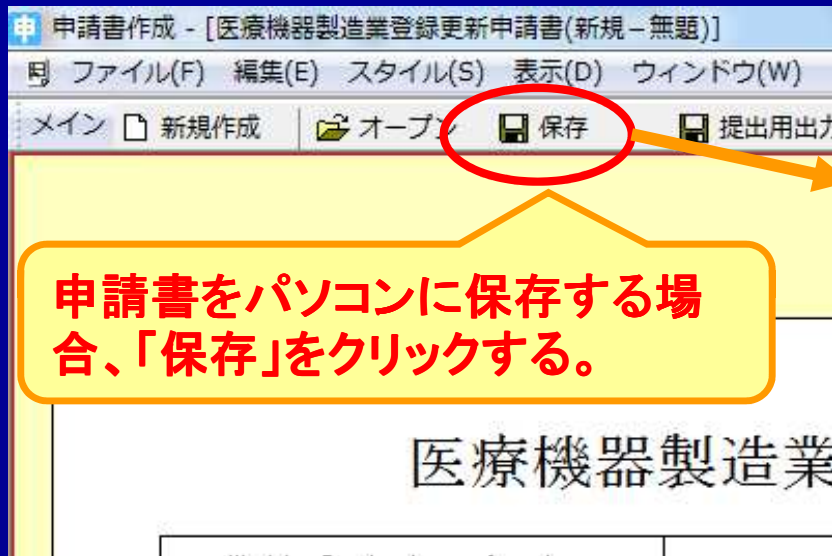 申 申請書作成 - [医療機器製造業登録更新申請書(新規－無題)]
ファイル(F) 編集(E) スタイル(S) 表示(D) ウィンドウ(W)
メイン 新規作成 オープン 保存 提出用出力
申請書をパソコンに保存する場
合、「保存」をクリックする。
医療機器製造業